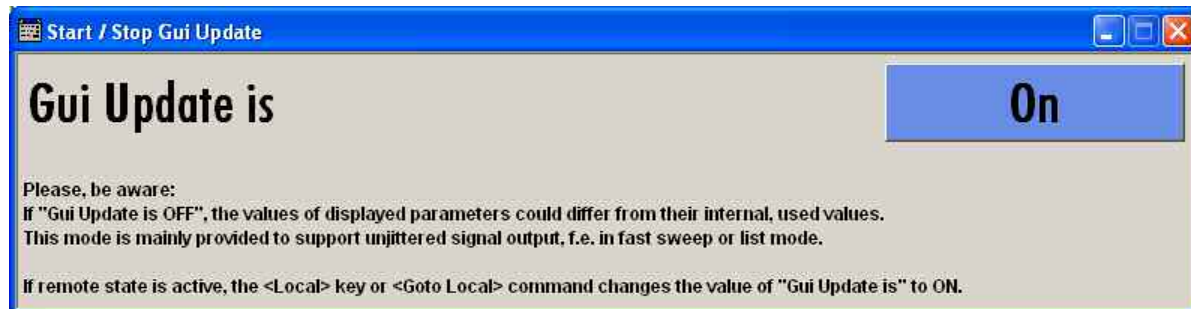 Start / Stop Gui Update
Gui Update is
On
Please, be aware:
If "Gui Update is OFF", the values of displayed parameters could differ from their internal, used values.
This mode is mainly provided to support unjittered signal output, f.e. in fast sweep or list mode.
If remote state is active, the <Local> key or <Goto Local> command changes the value of "Gui Update is" to ON.